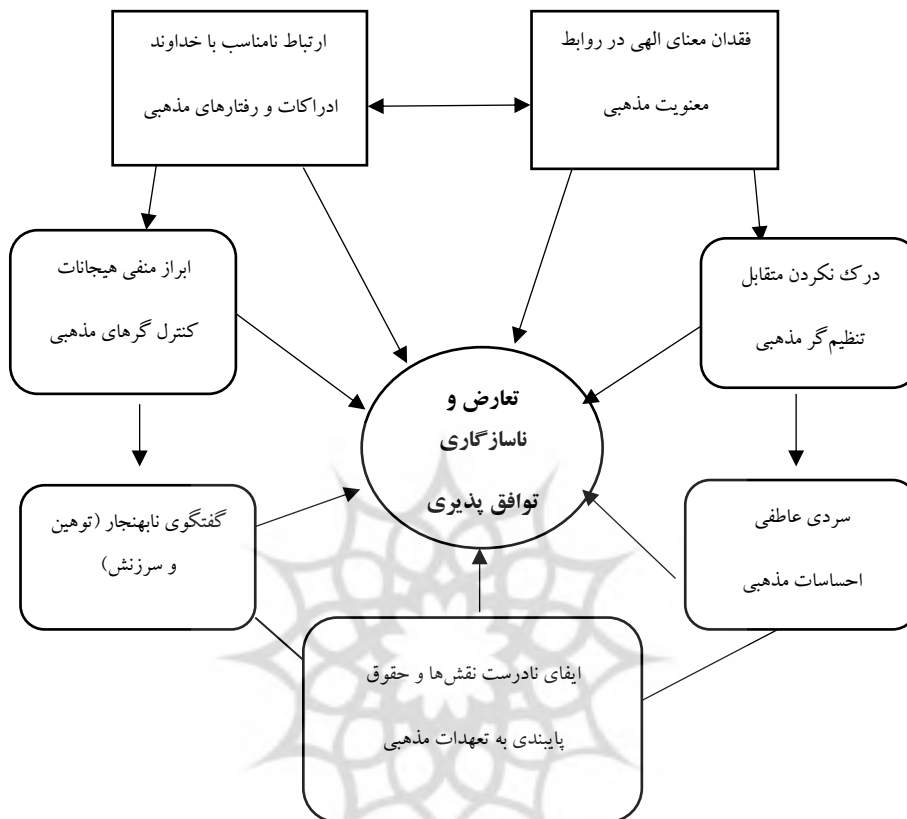 فقدان معنای الهی در روابط
معنویت مذهبی
ارتباط نامناسب با خداوند
ادراکات و رفتارهای مذهبی
درک نکردن متقابل
تنظیم‌گر مذهبی
ابراز منفی هیجانات
کنترل گرهای مذهبی
تعارض و
ناسازگاری
توافق پذیری
سردی عاطفی
احساسات مذهبی
گفتگوی نابهنجار (توهین
و سرزنش)
ایفای نادرست نقش‌ها و حقوق
پایبندی به تعهدات مذهبی